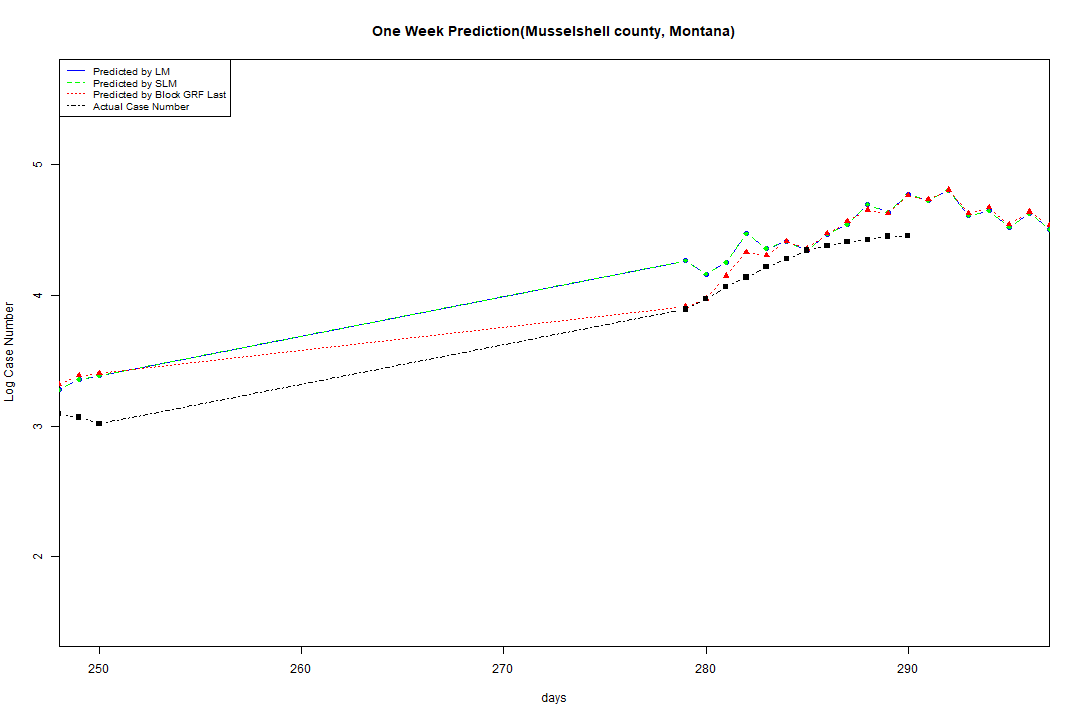 One Week Prediction(Musselshell county, Montana)
Predicted by LM
Predicted by SLM
Predicted by Block GRF Last
Actual Case Number
5
4
3
2
Log Case Number
250 260 270 280 290
days